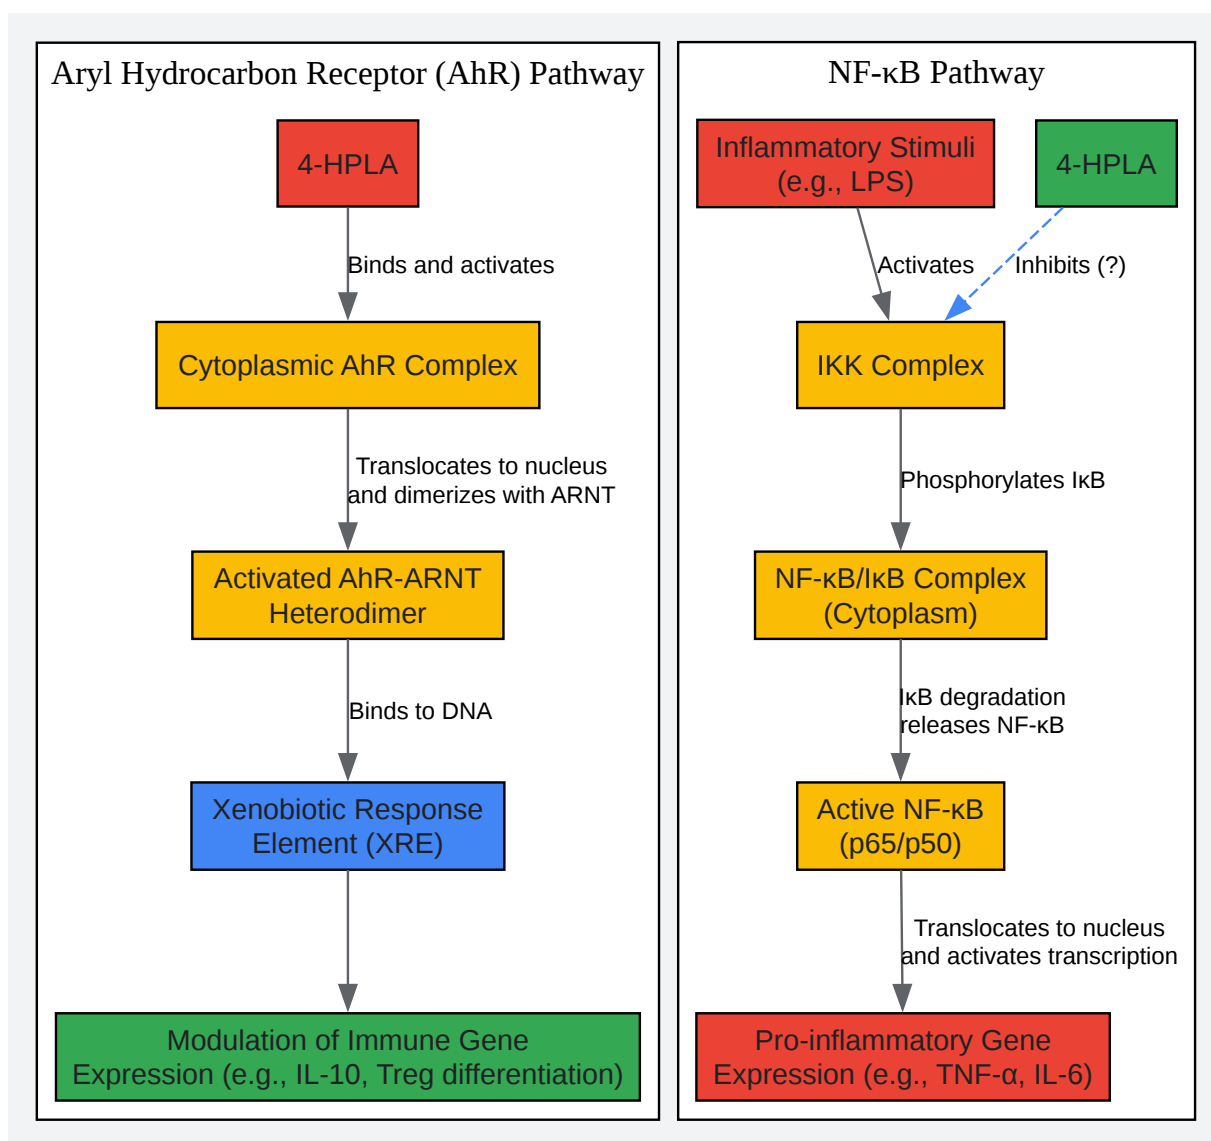 Aryl Hydrocarbon Receptor (AhR) Pathway
4-HPLA
Binds and activates
Cytoplasmic AhR Complex
Translocates to nucleus
and dimerizes with ARNT
Activated AhR-ARNT
Heterodimer
Binds to DNA
Xenobiotic Response
Element (XRE)
Modulation of Immune Gene
Expression (e.g., IL-10, Treg differentiation)
NF-κB Pathway
Inflammatory Stimuli
(e.g., LPS)
4-HPLA
Activates
Inhibits (?)
IKK Complex
Phosphorylates IκB
NF-κB/IκB Complex
(Cytoplasm)
IκB degradation
releases NF-κB
Active NF-κB
(p65/p50)
Translocates to nucleus
and activates transcription
Pro-inflammatory Gene
Expression (e.g., TNF-α, IL-6)